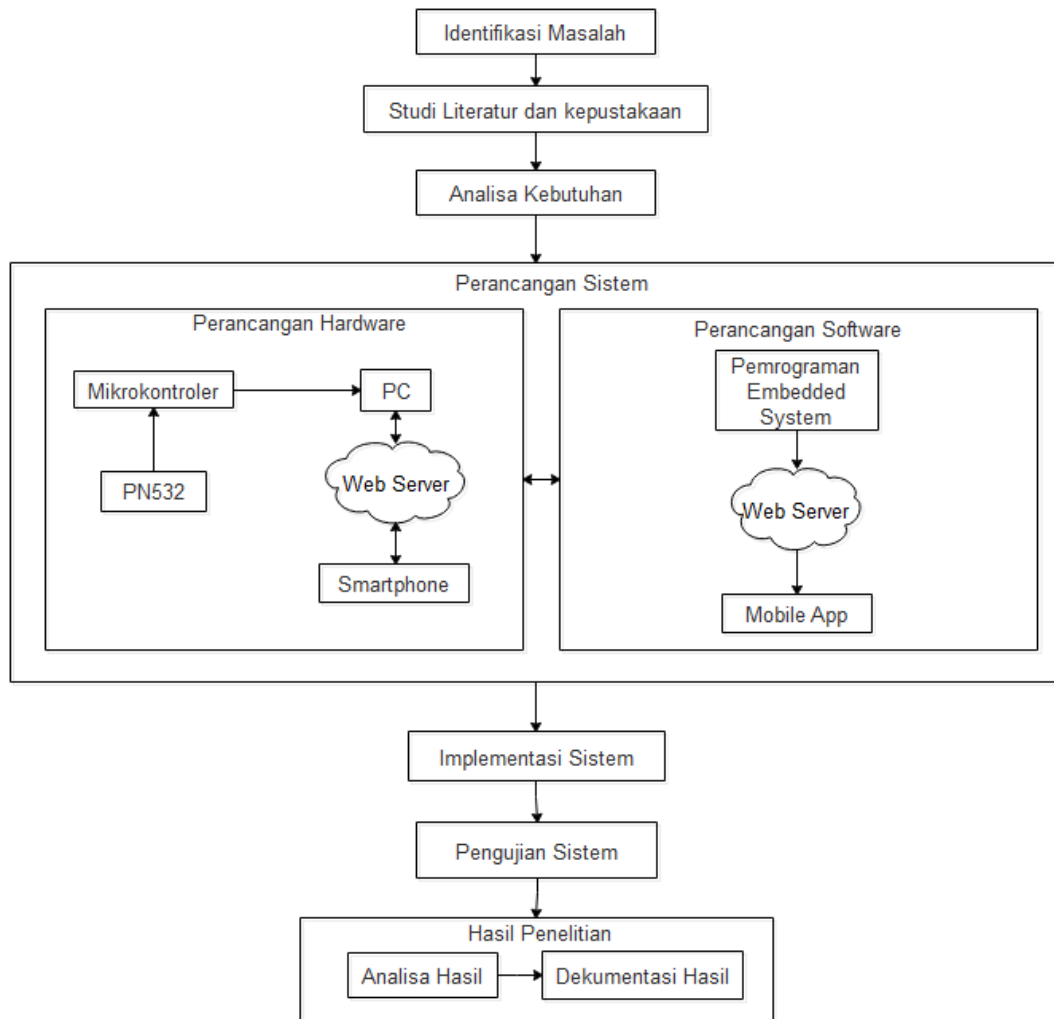 Identifikasi Masalah
Studi Literatur dan kepustakaan
Analisa Kebutuhan
Perancangan Sistem
Perancangan Hardware
Mikrokontroler
PC
PN532
Web Server
Smartphone
Perancangan Software
Pemrograman
Embedded
System
Web Server
Mobile App
Implementasi Sistem
Pengujian Sistem
Hasil Penelitian
Analisa Hasil
Dekumentasi Hasil